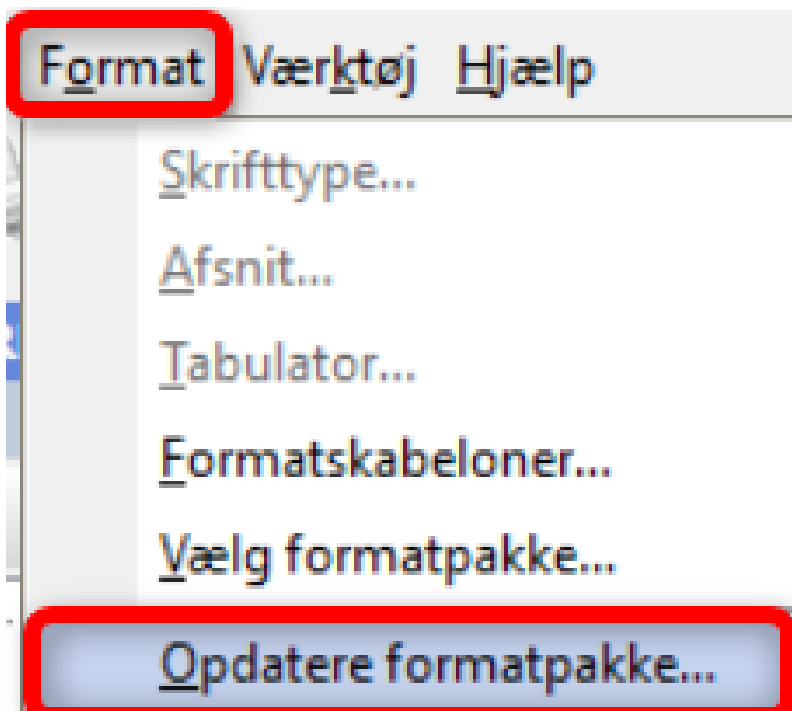 Format Værktøj Hjælp
Skrifttype...
Afsnit...
Tabulator...
Formatskabeloner...
Vælg formatpakke...
Opdatere formatpakke...